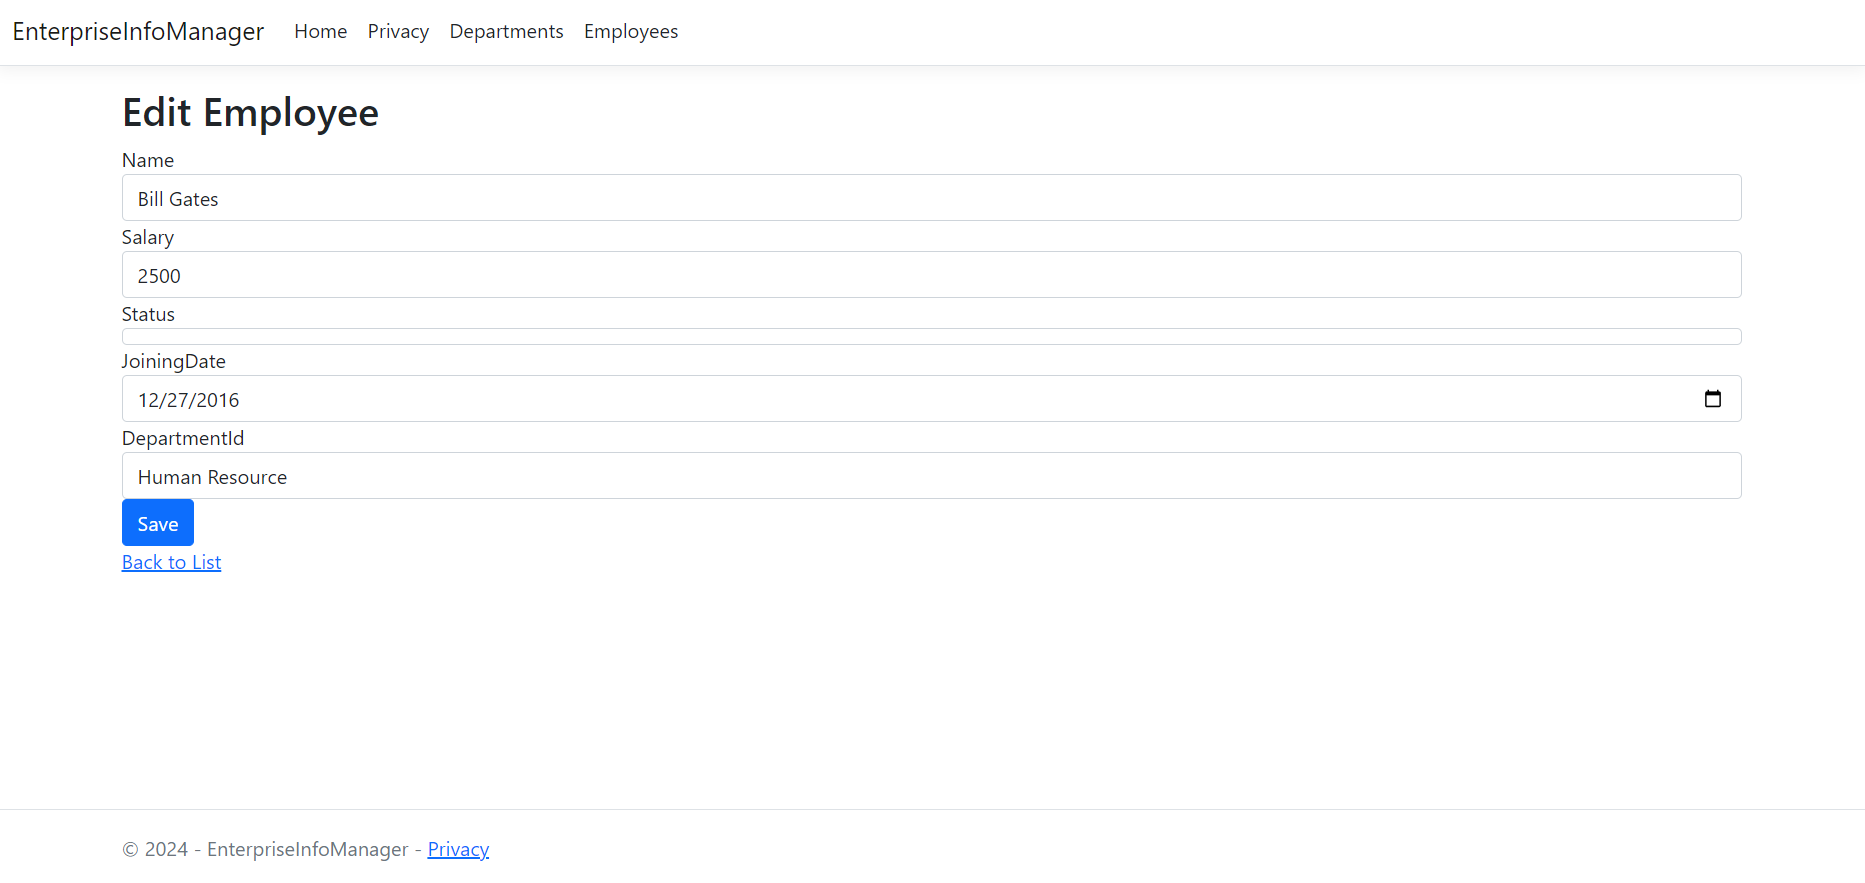 EnterpriseInfoManager Home Privacy Departments Employees
Edit Employee
Name
Bill Gates
Salary
2500
Status
JoiningDate
12/27/2016
DepartmentId
Human Resource
Save
Back to List
© 2024 - EnterpriseInfoManager - Privacy